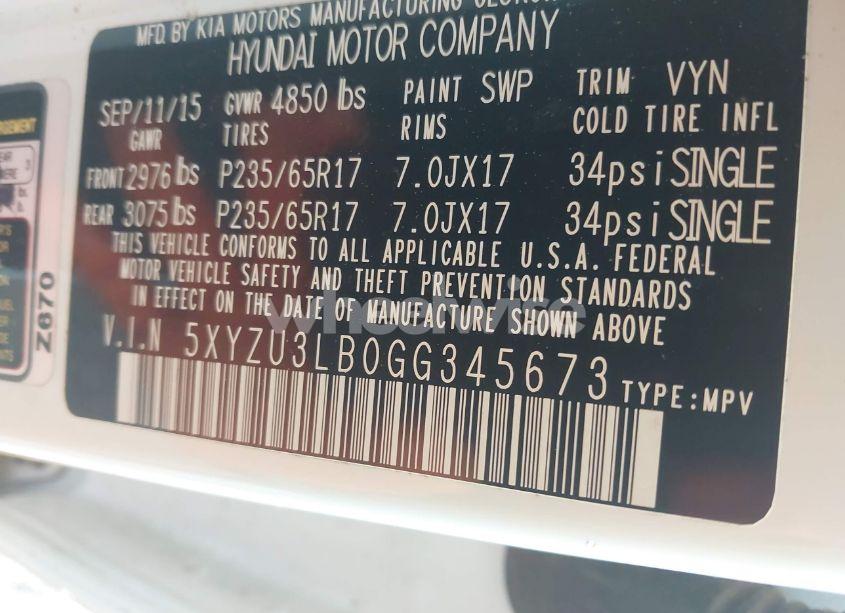 MFD. BY KIA MOTORS MANUFACTURING
HYUNDAI MOTOR COMPANY
SEP/11/15 GVWR 4850 lbs PAINT SWP TRIM VYN
GAWR TIRES RIMS COLD TIRE INFL
FRONT 2976 lbs P235/65R17 7.0JX17 34psi SINGLE
REAR 3075 lbs P235/65R17 7.0JX17 34psi SINGLE
THIS VEHICLE CONFORMS TO ALL APPLICABLE U.S.A. FEDERAL
MOTOR VEHICLE SAFETY AND THEFT PREVENTION STANDARDS
IN EFFECT ON THE DATE OF MANUFACTURE SHOWN ABOVE
V.I.N 5XYZU3LB0GG345673 TYPE:MPV
Z670